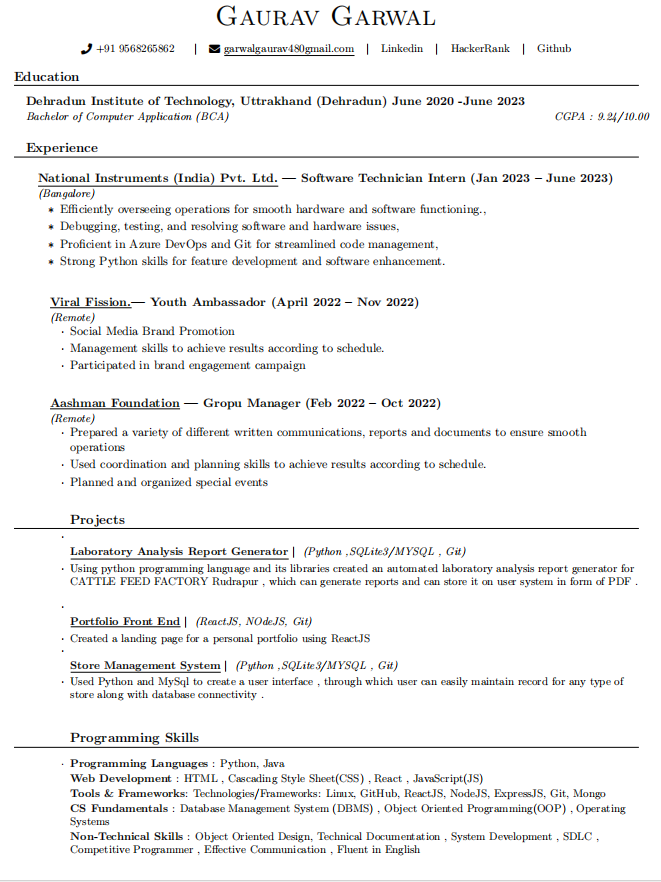 GAURAV GARWAL
+91 9568265862 | garwalgaurav480gmail.com | Linkedin | HackerRank | Github
Education
Dehradun Institute of Technology, Uttrakhand (Dehradun) June 2020 -June 2023
Bachelor of Computer Application (BCA) CGPA : 9.24/10.00
Experience
National Instruments (India) Pvt. Ltd. — Software Technician Intern (Jan 2023 – June 2023)
(Bangalore)
* Efficiently overseeing operations for smooth hardware and software functioning.,
* Debugging, testing, and resolving software and hardware issues,
* Proficient in Azure DevOps and Git for streamlined code management,
* Strong Python skills for feature development and software enhancement.
Viral Fission.— Youth Ambassador (April 2022 – Nov 2022)
(Remote)
· Social Media Brand Promotion
· Management skills to achieve results according to schedule.
· Participated in brand engagement campaign
Aashman Foundation — Gropu Manager (Feb 2022 – Oct 2022)
(Remote)
· Prepared a variety of different written communications, reports and documents to ensure smooth
operations
· Used coordination and planning skills to achieve results according to schedule.
· Planned and organized special events
Projects
·
Laboratory Analysis Report Generator | (Python ,SQLite3/MYSQL , Git)
· Using python programming language and its libraries created an automated laboratory analysis report generator for
CATTLE FEED FACTORY Rudrapur , which can generate reports and can store it on user system in form of PDF .
·
Portfolio Front End | (ReactJS, NOdeJS, Git)
· Created a landing page for a personal portfolio using ReactJS
·
Store Management System | (Python ,SQLite3/MYSQL , Git)
· Used Python and MySql to create a user interface , through which user can easily maintain record for any type of
store along with database connectivity .
Programming Skills
· Programming Languages : Python, Java
Web Development : HTML , Cascading Style Sheet(CSS) , React , JavaScript(JS)
Tools & Frameworks: Technologies/Frameworks: Linux, GitHub, ReactJS, NodeJS, ExpressJS, Git, Mongo
CS Fundamentals : Database Management System (DBMS) , Object Oriented Programming(OOP) , Operating
Systems
Non-Technical Skills : Object Oriented Design, Technical Documentation , System Development , SDLC ,
Competitive Programmer , Effective Communication , Fluent in English